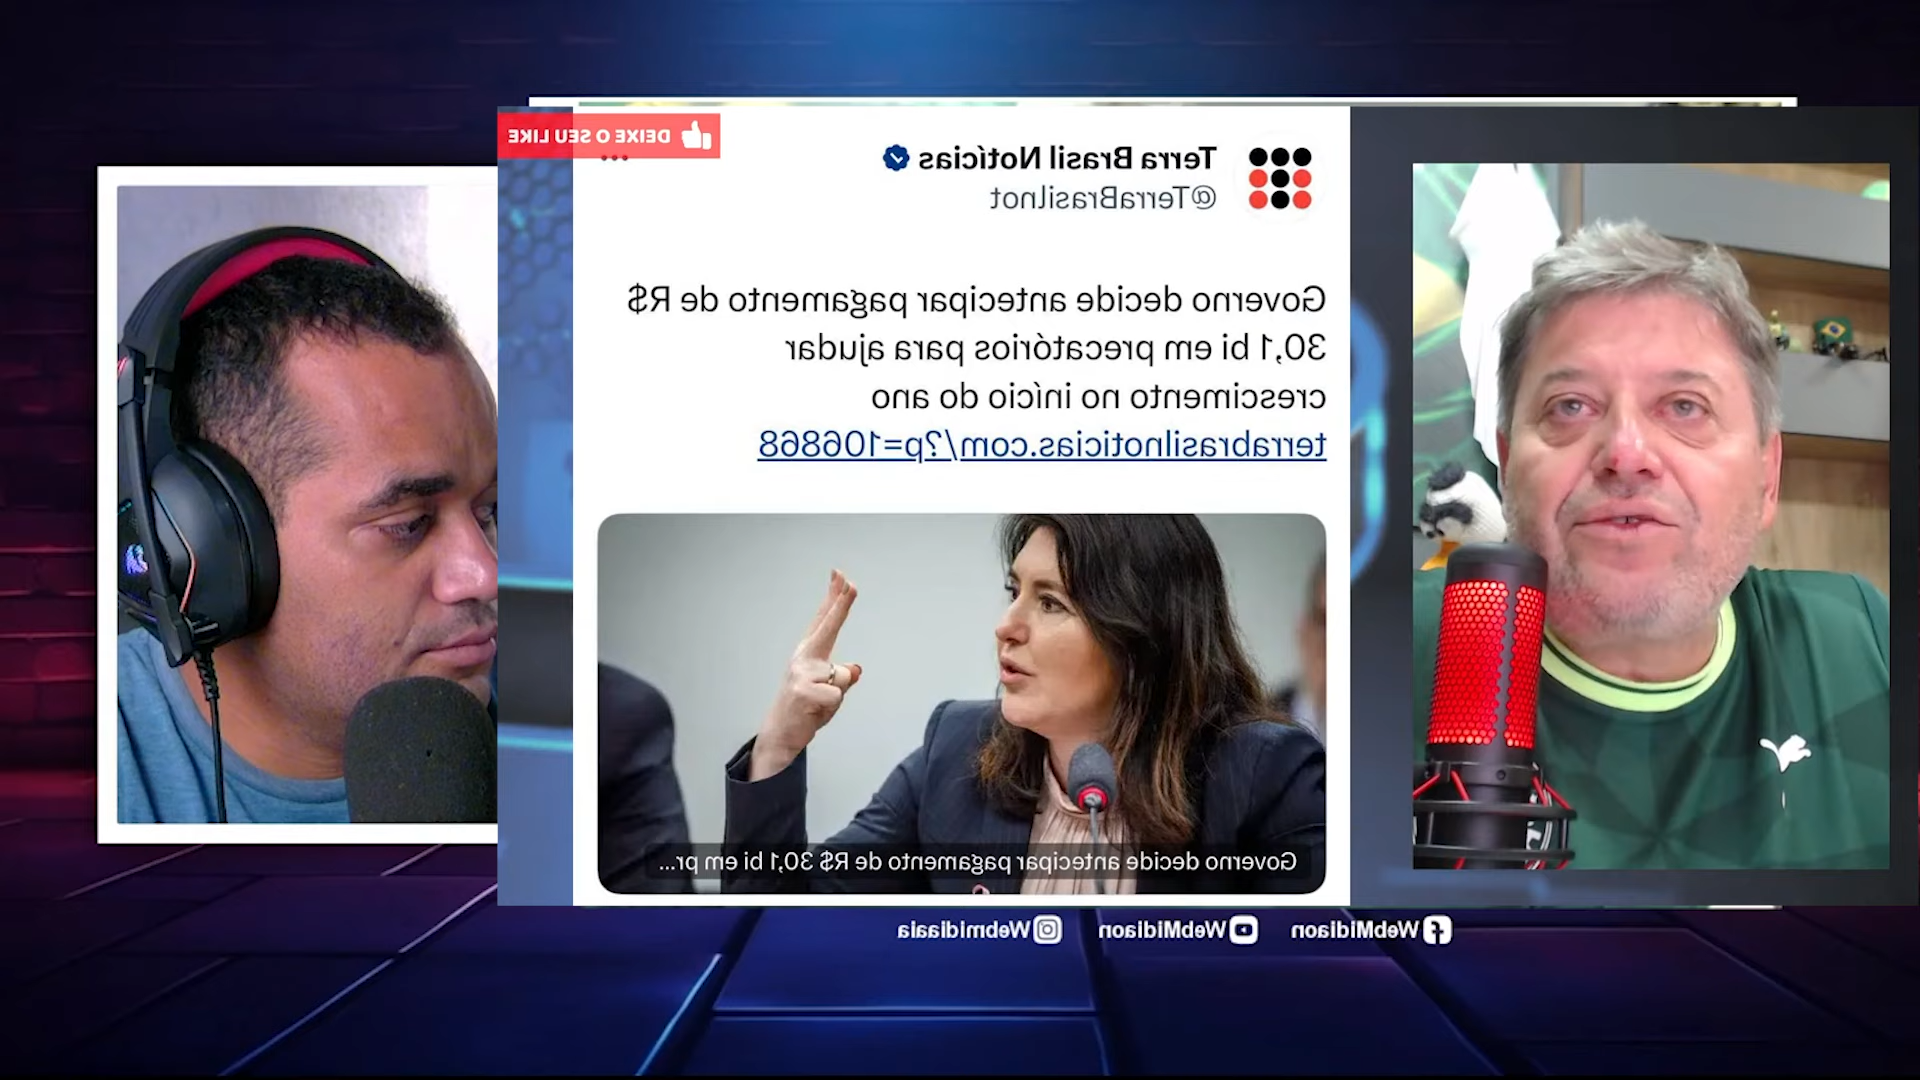 DEIXE O SEU LIKE
Terra Brasil Notícias
@TerraBrasilnot
Governo decide antecipar pagamento de R$
30,1 bi em precatórios para ajudar
crescimento no início do ano
terrabrasilnoticias.com/?p=106868
Governo decide antecipar pagamento de R$ 30,1 bi em pr...
WebMidiaon
WebMidiaon
Webmidiaaia